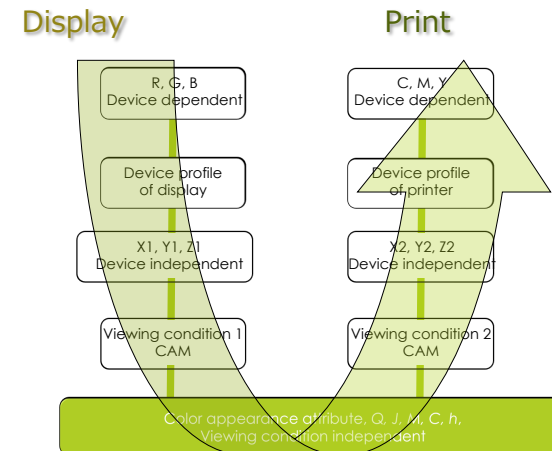 Display
Print
R, G, B
Device dependent
C, M, Y
Device dependent
Device profile
of display
Device profile
of printer
X1, Y1, Z1
Device independent
X2, Y2, Z2
Device independent
Viewing condition 1
CAM
Viewing condition 2
CAM
Color appearance attribute, Q, J, M, C, h,
Viewing condition independent